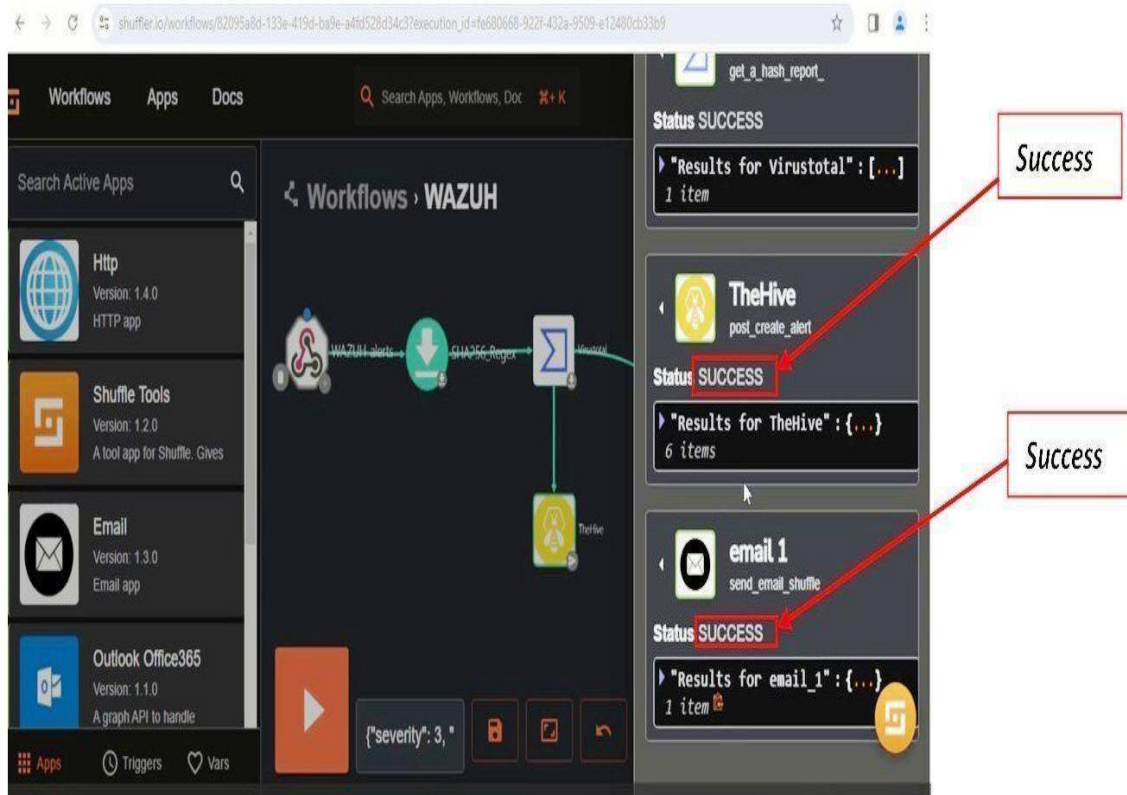 shuffler.io/workflows/82095a8d-133e-419d-ba9e-a4fd528d34c3?execution_id=fe680668-922f-432a-9509-e12480cb33b9
Workflows Apps Docs
Search Apps, Workflows, Doc ⌘+ K
Search Active Apps
Http
Version: 1.4.0
HTTP app
Shuffle Tools
Version: 1.2.0
A tool app for Shuffle. Gives
Email
Version: 1.3.0
Email app
Outlook Office365
Version: 1.1.0
A graph API to handle
Apps Triggers Vars
Workflows › WAZUH
WAZUH_alerts
SHA256_Regex
Virustotal
TheHive
{"severity": 3, "
get_a_hash_report_
Status SUCCESS
"Results for Virustotal" : [...]
1 item
TheHive
post_create_alert
Status SUCCESS
"Results for TheHive" : {...}
6 items
email 1
send_email_shuffle
Status SUCCESS
"Results for email_1" : {...}
1 item
Success
Success